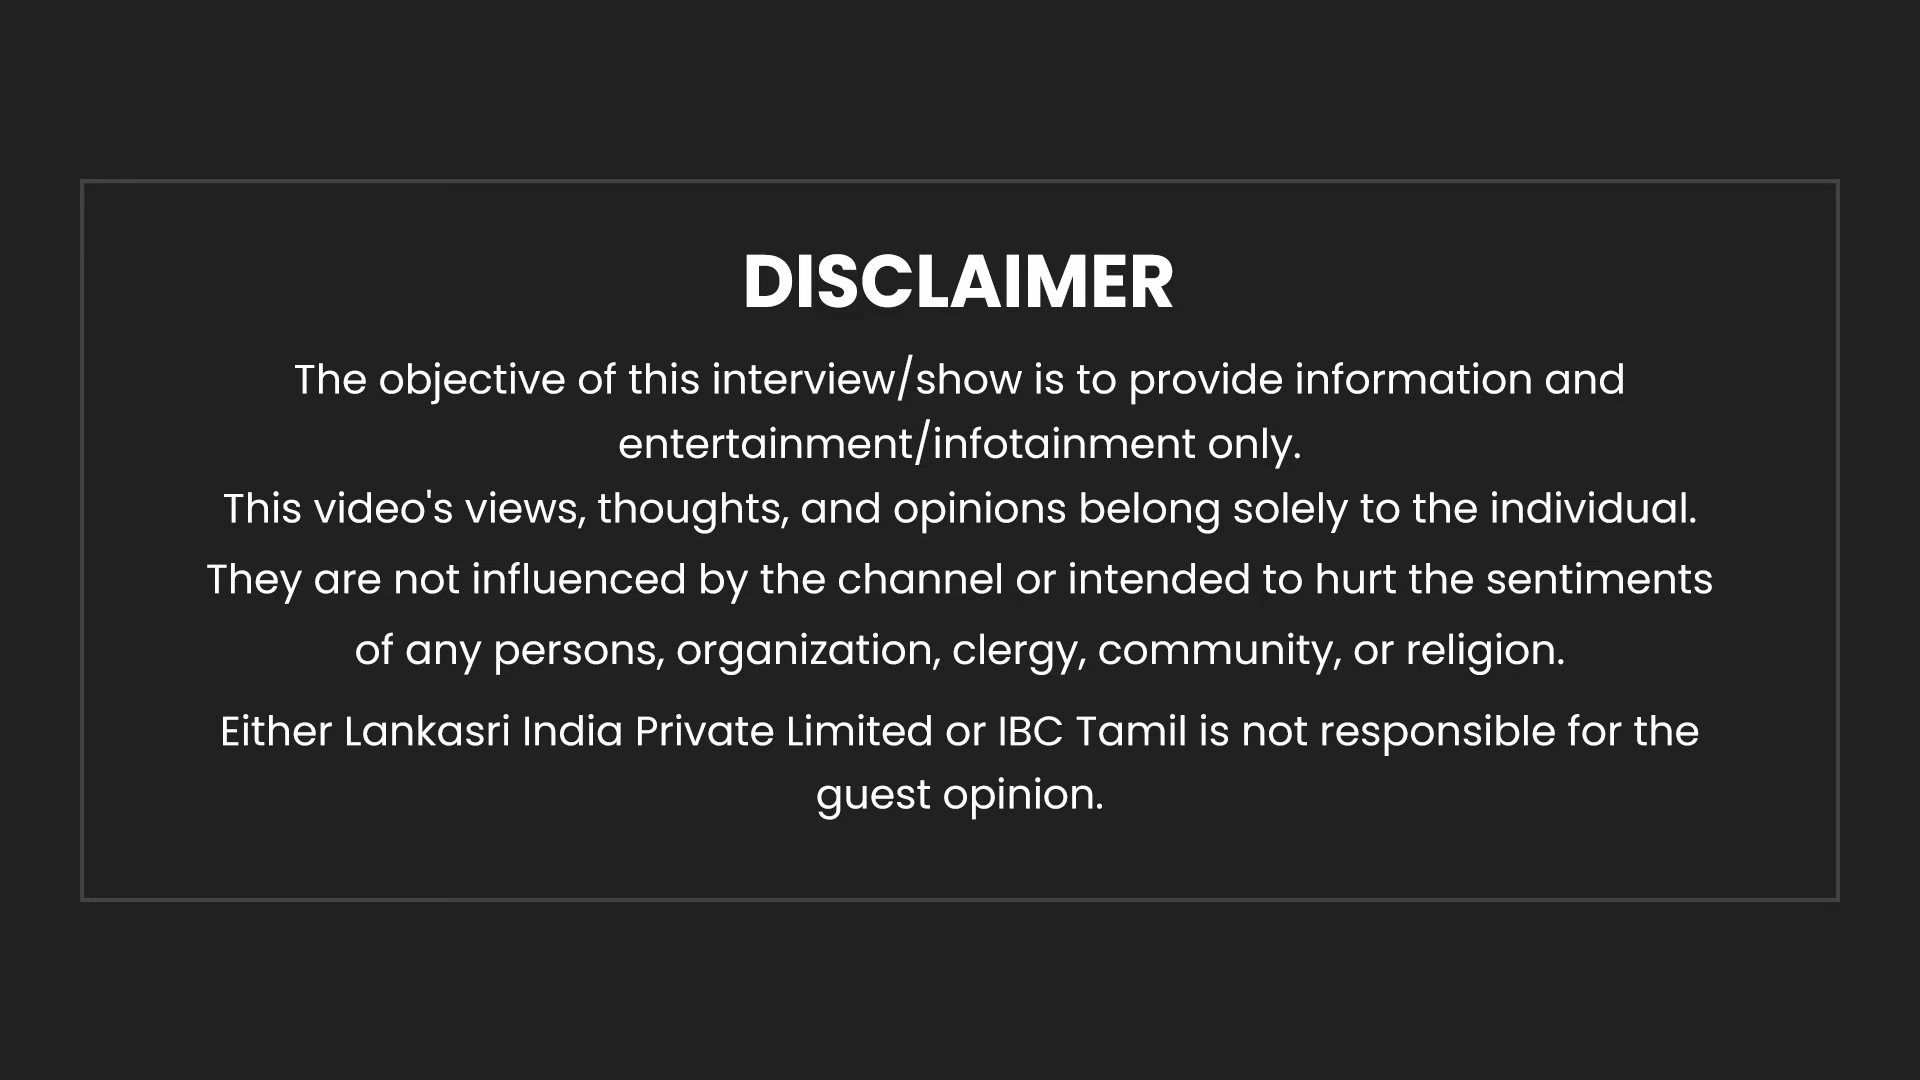 DISCLAIMER
The objective of this interview/show is to provide information and
entertainment/infotainment only.
This video's views, thoughts, and opinions belong solely to the individual.
They are not influenced by the channel or intended to hurt the sentiments
of any persons, organization, clergy, community, or religion.
Either Lankasri India Private Limited or IBC Tamil is not responsible for the
guest opinion.